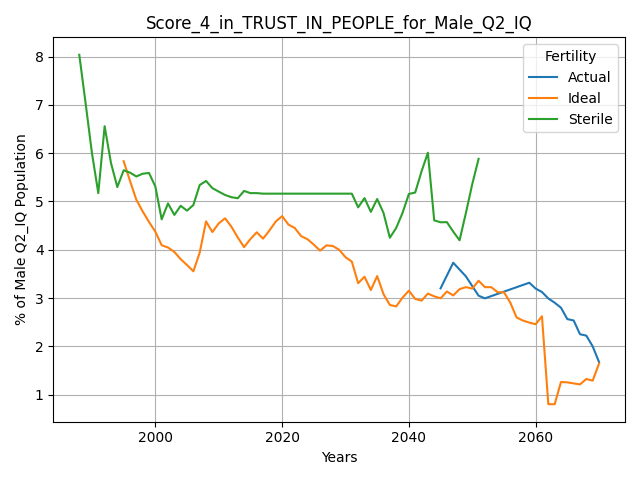 Score_4_in_TRUST_IN_PEOPLE_for_Male_Q2_IQ
% of Male Q2_IQ Population
8
7
6
5
4
3
2
1
Fertility
Actual
Ideal
Sterile
2000 2020 2040 2060
Years